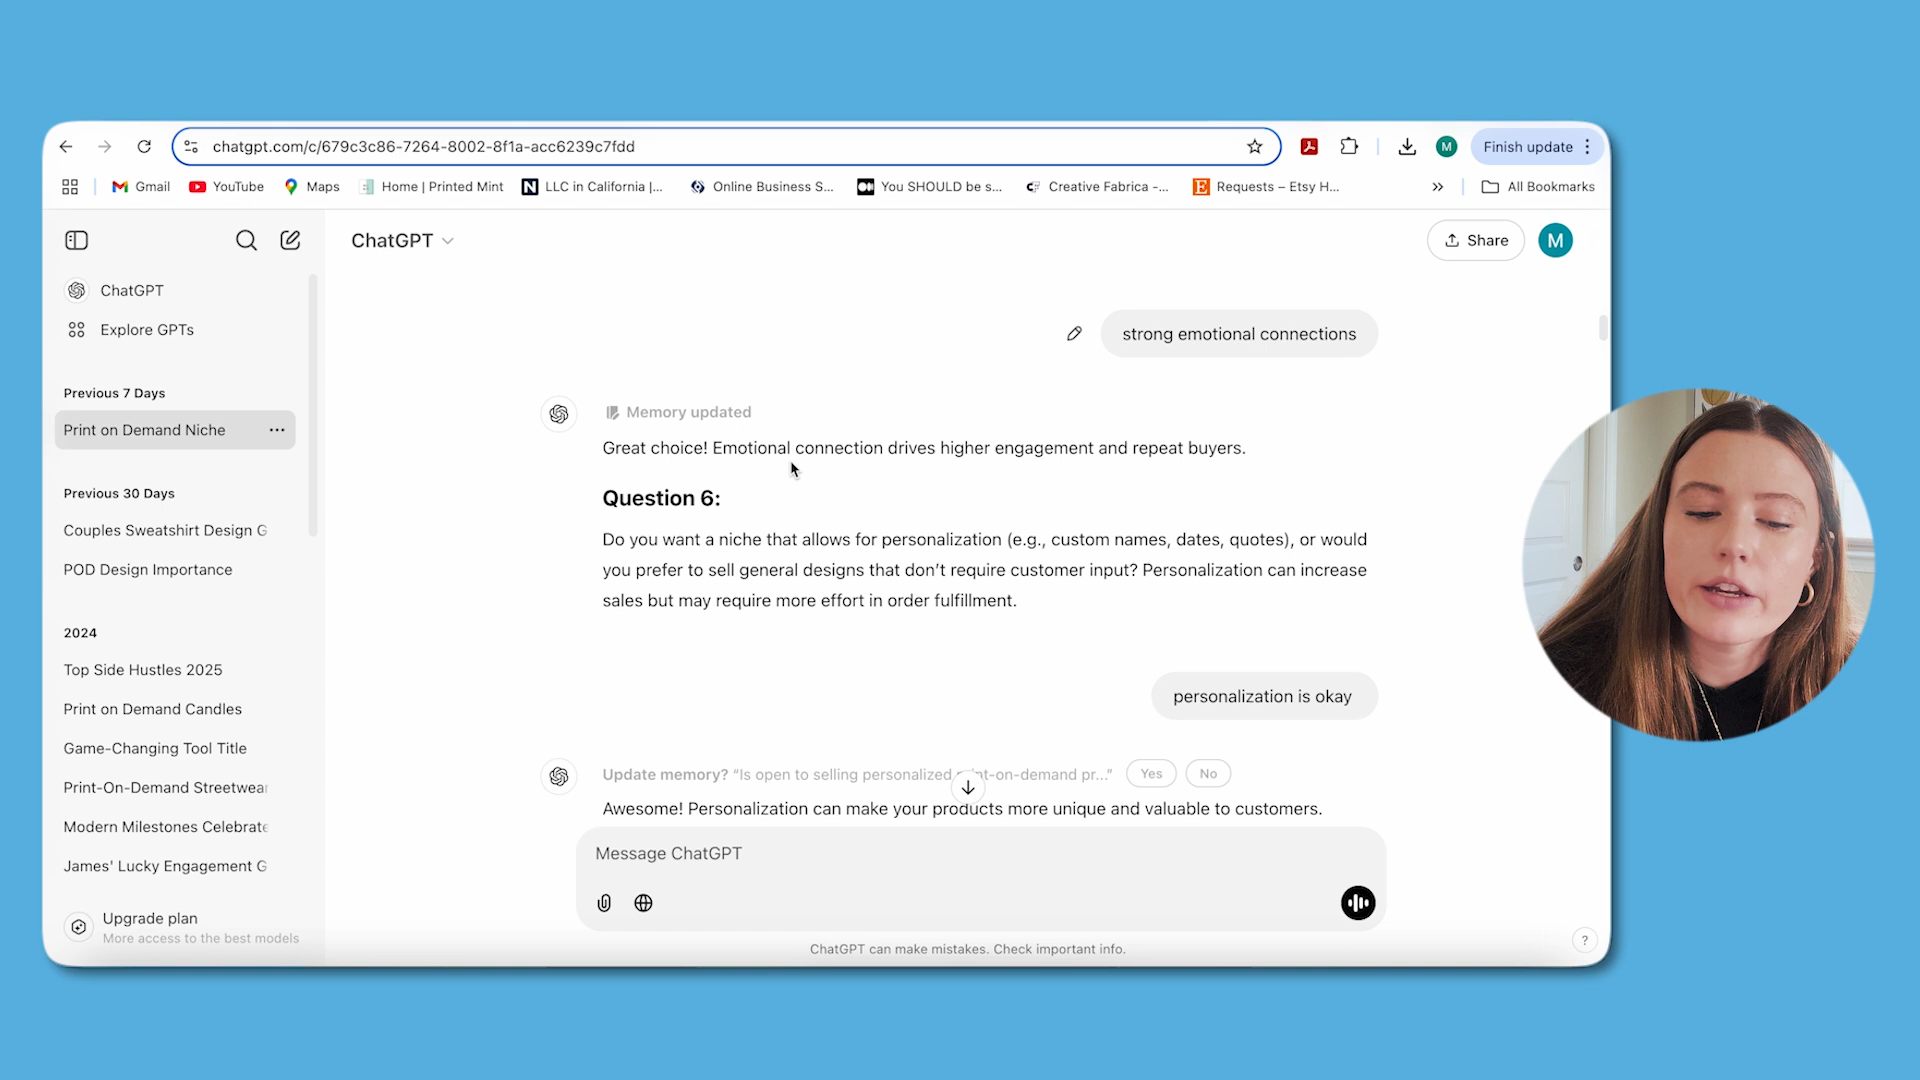 chatgpt.com/c/679c3c86-7264-8002-8f1a-acc6239c7fdd
M
Finish update
Gmail
YouTube
Maps
Home | Printed Mint
LLC in California |...
Online Business S...
You SHOULD be s...
Creative Fabrica -...
E
Requests – Etsy H...
All Bookmarks
ChatGPT
Share
M
ChatGPT
Explore GPTs
Previous 7 Days
Print on Demand Niche
Previous 30 Days
Couples Sweatshirt Design G
POD Design Importance
2024
Top Side Hustles 2025
Print on Demand Candles
Game-Changing Tool Title
Print-On-Demand Streetwear
Modern Milestones Celebrate
James' Lucky Engagement G
Upgrade plan
More access to the best models
strong emotional connections
Memory updated
Great choice! Emotional connection drives higher engagement and repeat buyers.
Question 6:
Do you want a niche that allows for personalization (e.g., custom names, dates, quotes), or would
you prefer to sell general designs that don't require customer input? Personalization can increase
sales but may require more effort in order fulfillment.
personalization is okay
Update memory? "Is open to selling personalized print-on-demand pr..." Yes No
Awesome! Personalization can make your products more unique and valuable to customers.
Message ChatGPT
ChatGPT can make mistakes. Check important info.
?